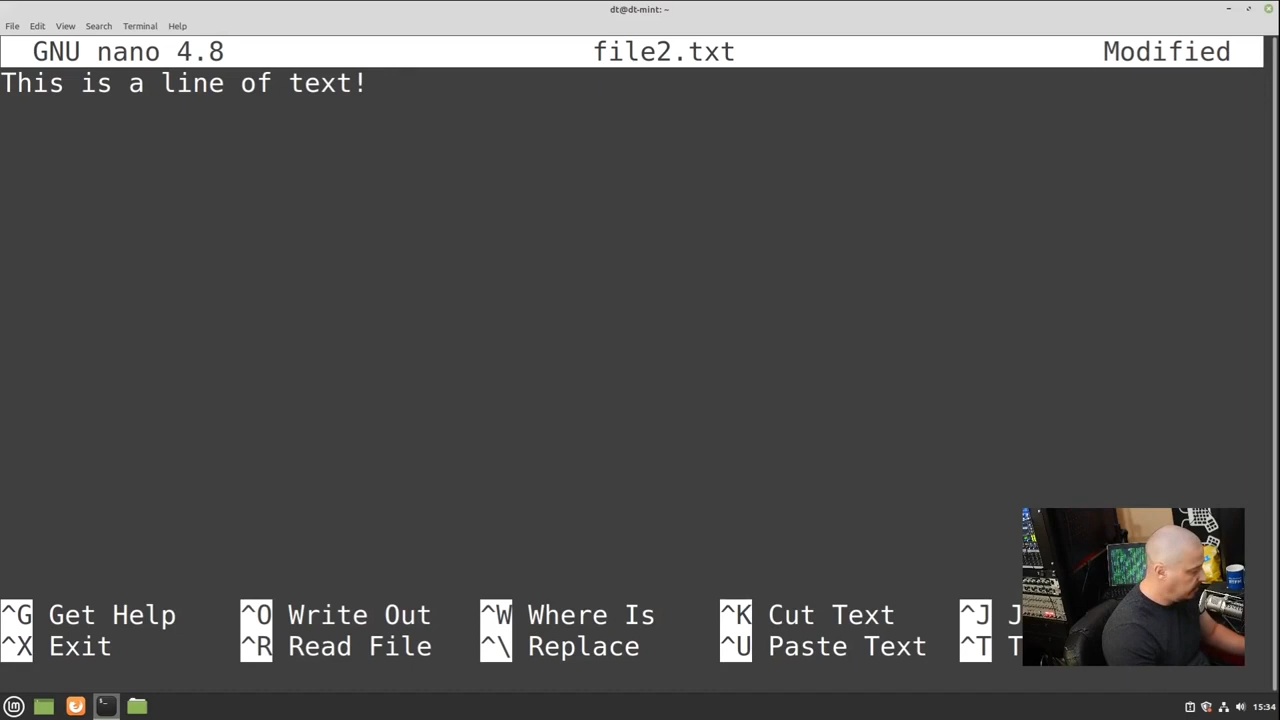 dt@dt-mint: ~
File Edit View Search Terminal Help
GNU nano 4.8 file2.txt Modified
This is a line of text!
^G Get Help ^O Write Out ^W Where Is ^K Cut Text ^J J
^X Exit ^R Read File ^\ Replace ^U Paste Text ^T T
15:34